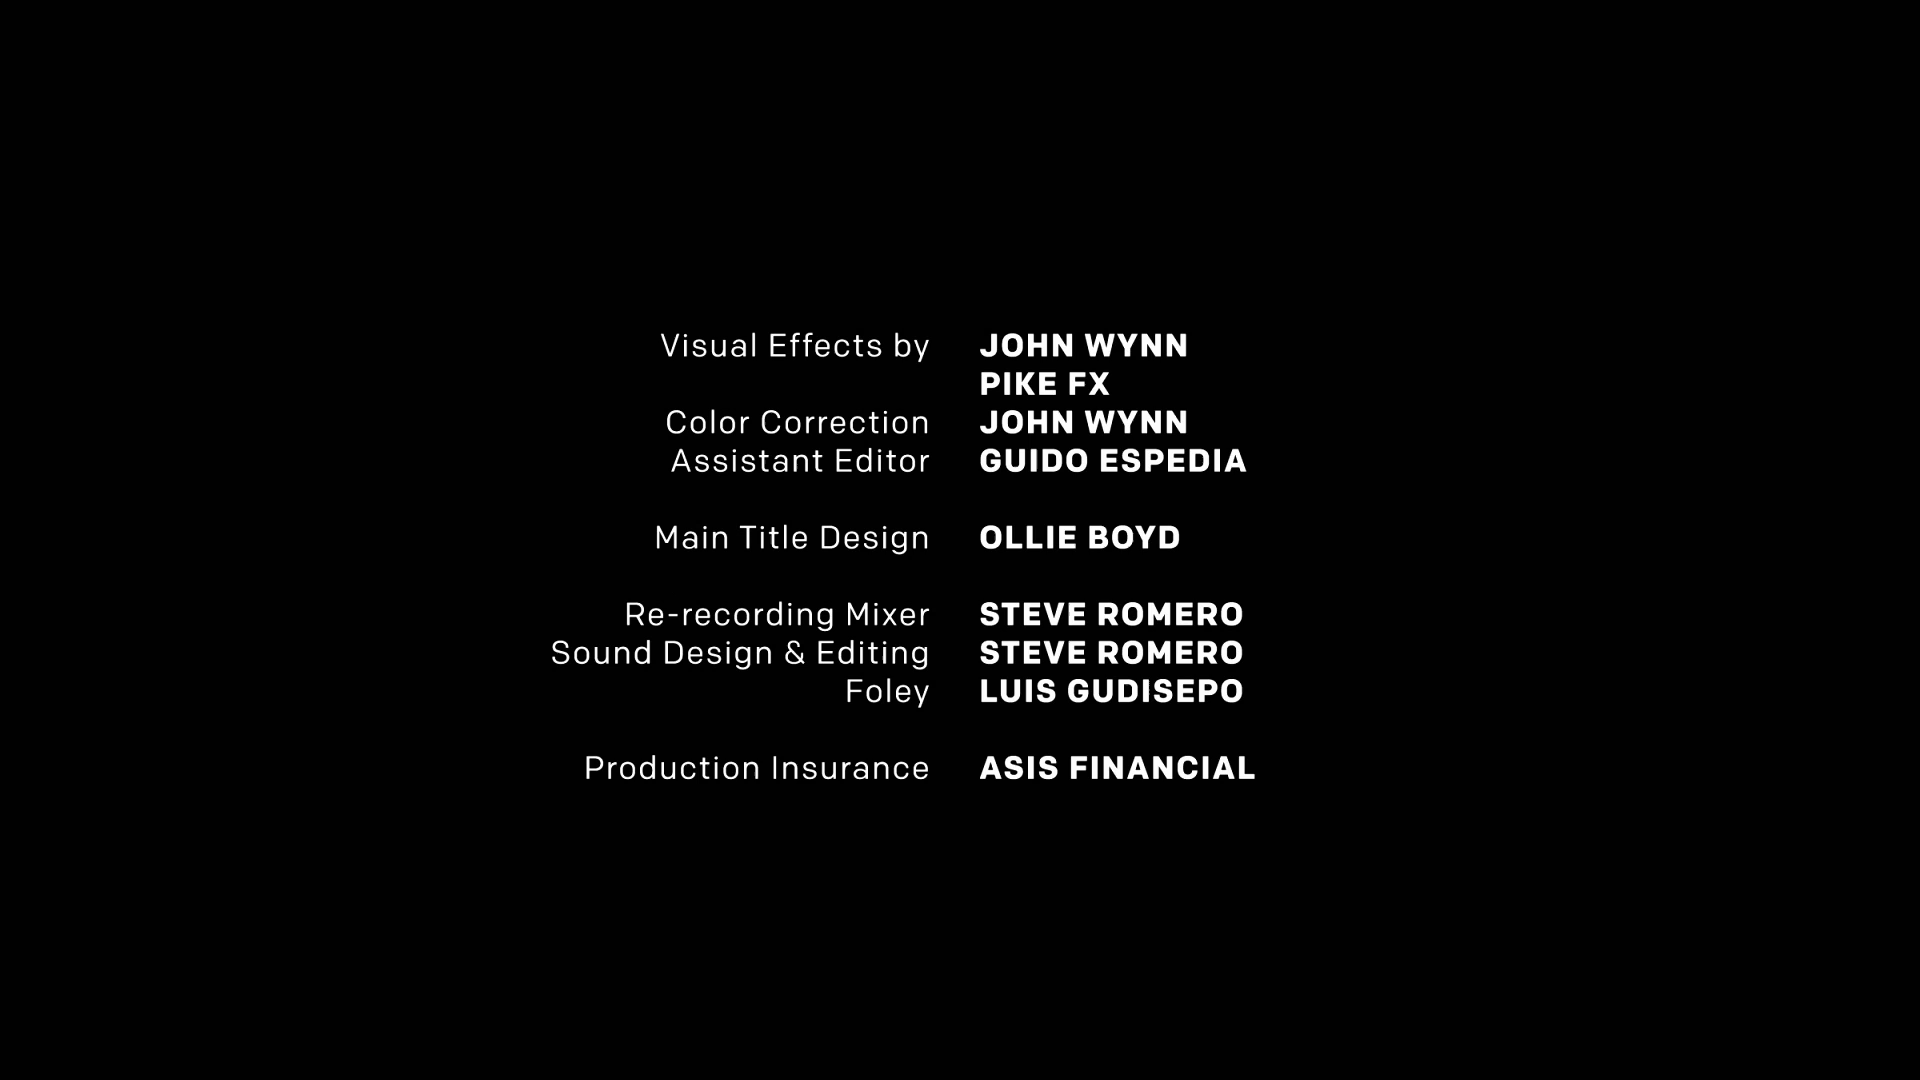 Visual Effects by JOHN WYNN
PIKE FX
Color Correction JOHN WYNN
Assistant Editor GUIDO ESPEDIA
Main Title Design OLLIE BOYD
Re-recording Mixer STEVE ROMERO
Sound Design & Editing STEVE ROMERO
Foley LUIS GUDISEPO
Production Insurance ASIS FINANCIAL